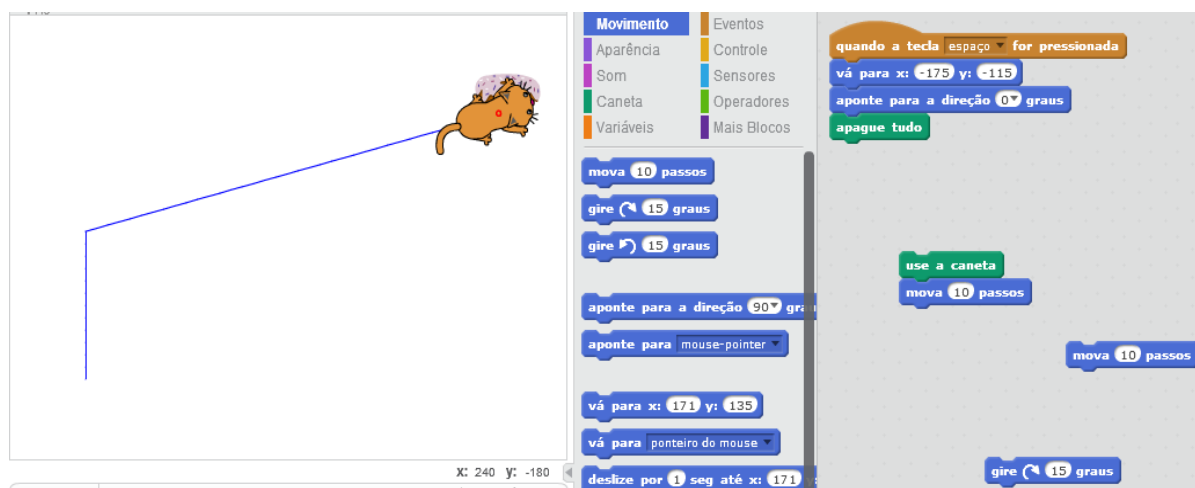 Movimento
Eventos
Aparência
Controle
Som
Sensores
Caneta
Operadores
Variáveis
Mais Blocos
mova 10 passos
gire 15 graus
gire 15 graus
aponte para a direção 90
aponte para mouse-pointer
vá para x: 171 y: 135
vá para ponteiro do mouse
deslize por 1 seg até x: 171
x: 240 y: -180
quando a tecla espaço for pressionada
vá para x: -175 y: -115
aponte para a direção 0 graus
apague tudo
use a caneta
mova 10 passos
mova 10 passos
gire 15 graus